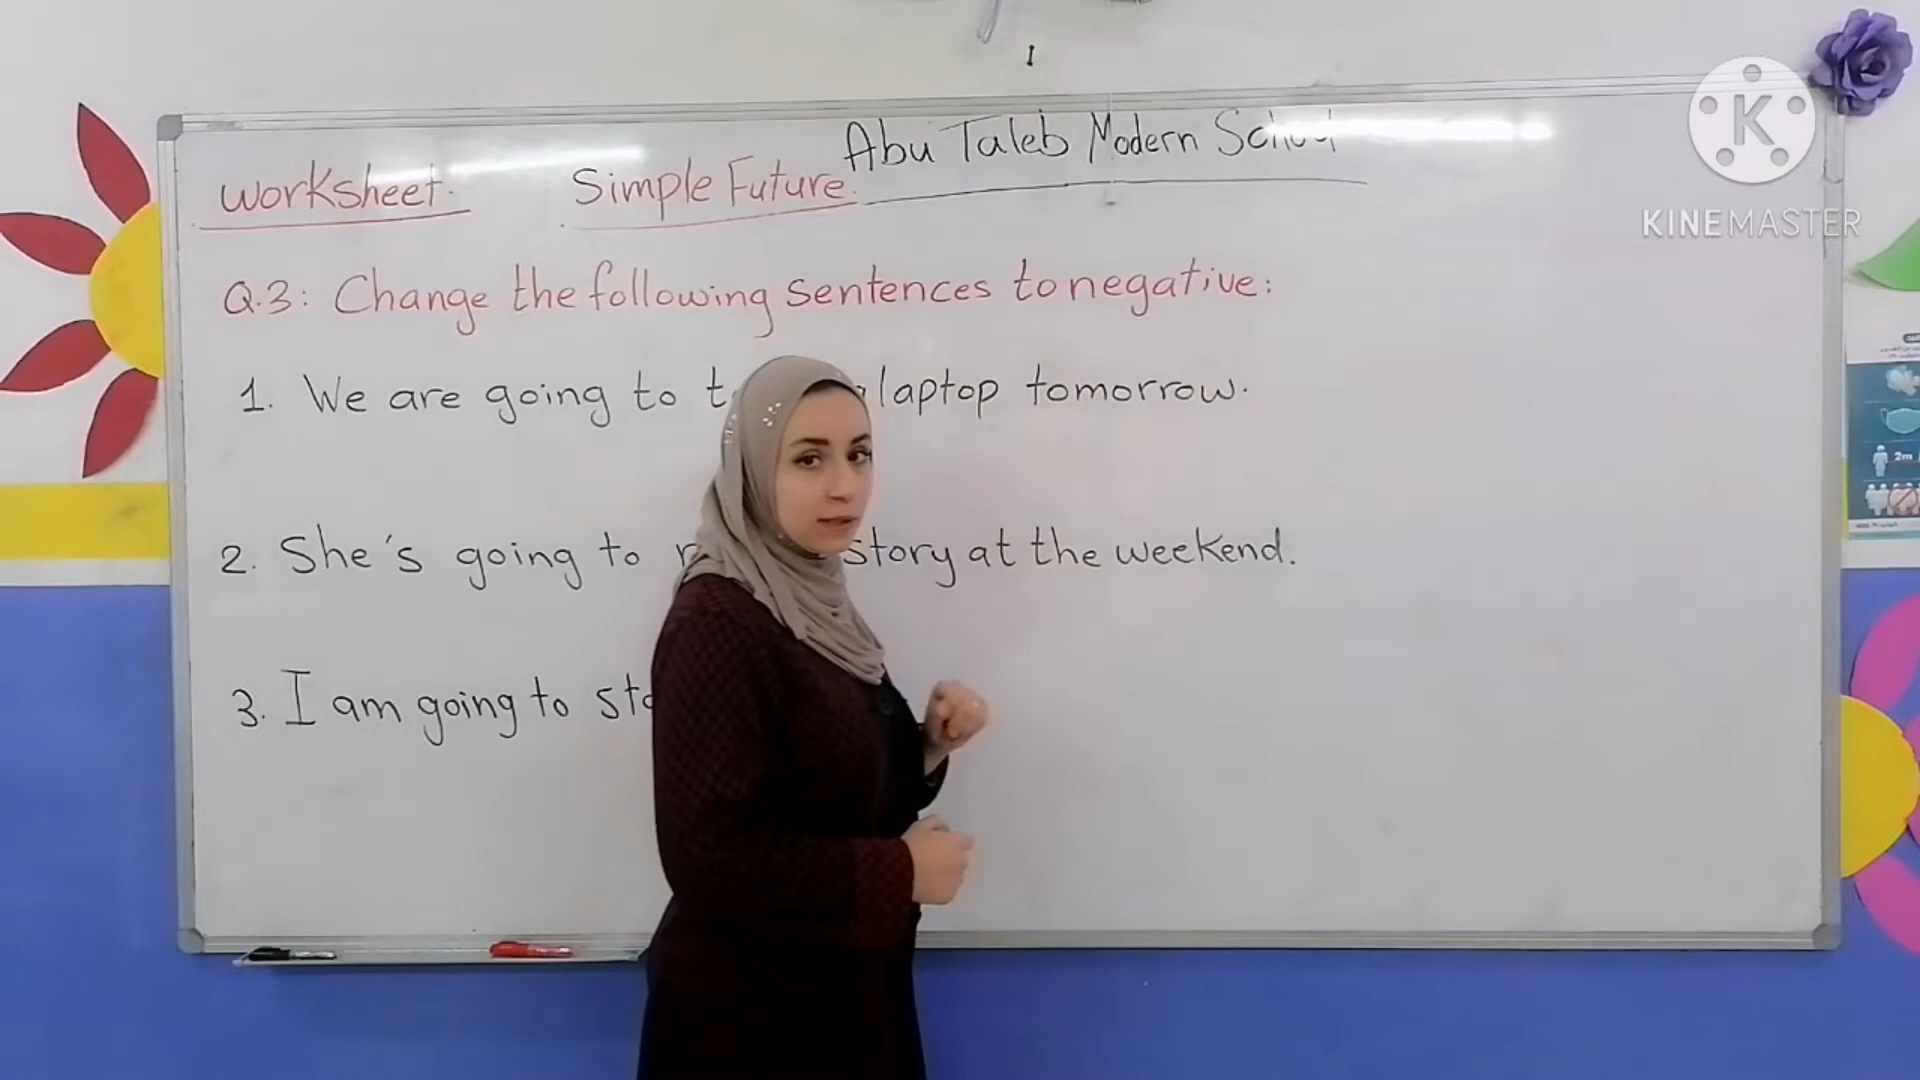 Abu Taleb Modern School
Worksheet. Simple Future.
Q.3: Change the following sentences to negative:
1. We are going to laptop tomorrow.
2. She's going to story at the weekend.
3. I am going to
KINEMASTER
K
2m